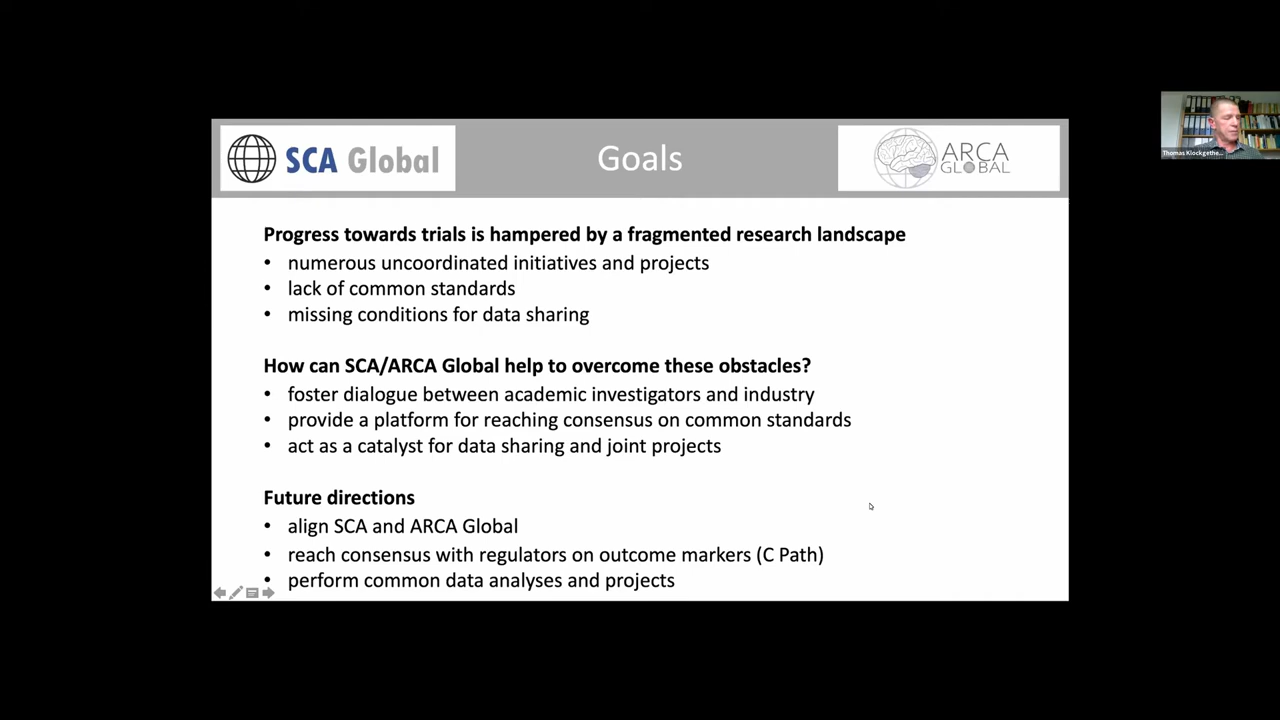 SCA Global
Goals
ARCA
GLOBAL
Thomas Klockgethe...
Progress towards trials is hampered by a fragmented research landscape
• numerous uncoordinated initiatives and projects
• lack of common standards
• missing conditions for data sharing
How can SCA/ARCA Global help to overcome these obstacles?
• foster dialogue between academic investigators and industry
• provide a platform for reaching consensus on common standards
• act as a catalyst for data sharing and joint projects
Future directions
• align SCA and ARCA Global
• reach consensus with regulators on outcome markers (C Path)
• perform common data analyses and projects